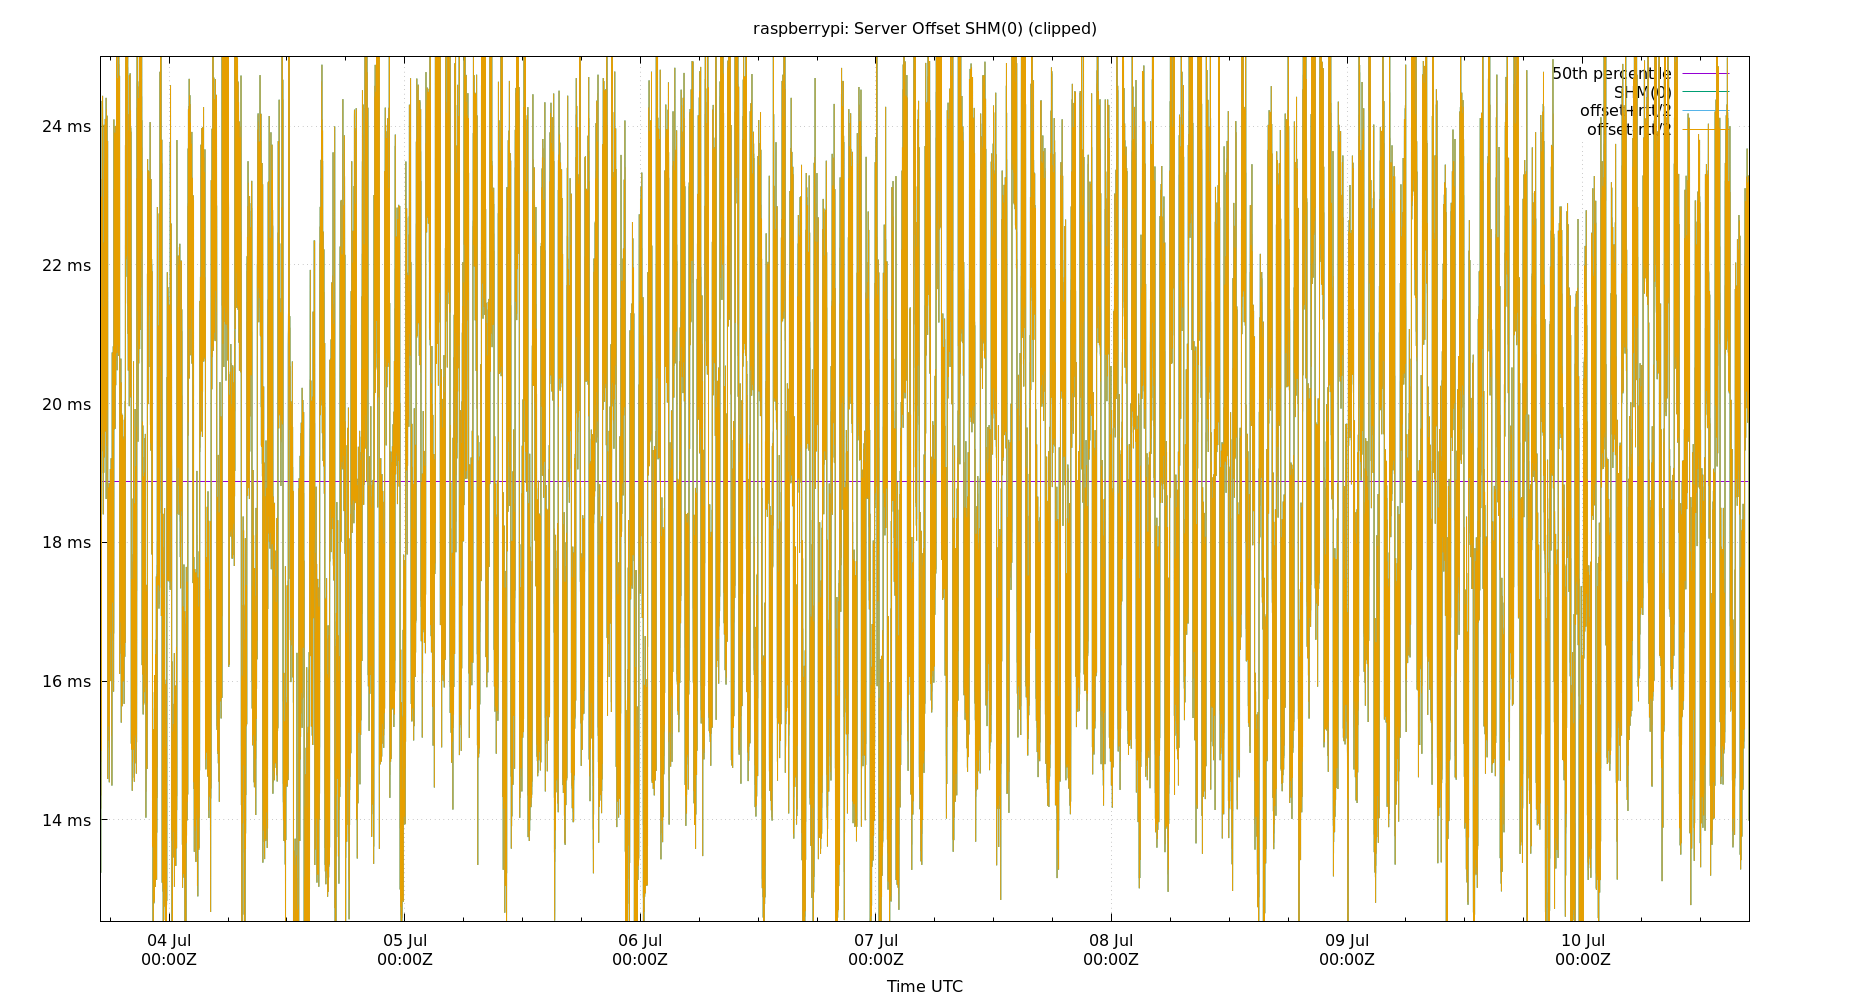 raspberrypi: Server Offset SHM(0) (clipped)
50th percentile
SHM(0)
offset+rtt/2
offset-rtt/2
24 ms
22 ms
20 ms
18 ms
16 ms
14 ms
04 Jul 05 Jul 06 Jul 07 Jul 08 Jul 09 Jul 10 Jul
00:00Z 00:00Z 00:00Z 00:00Z 00:00Z 00:00Z 00:00Z
Time UTC